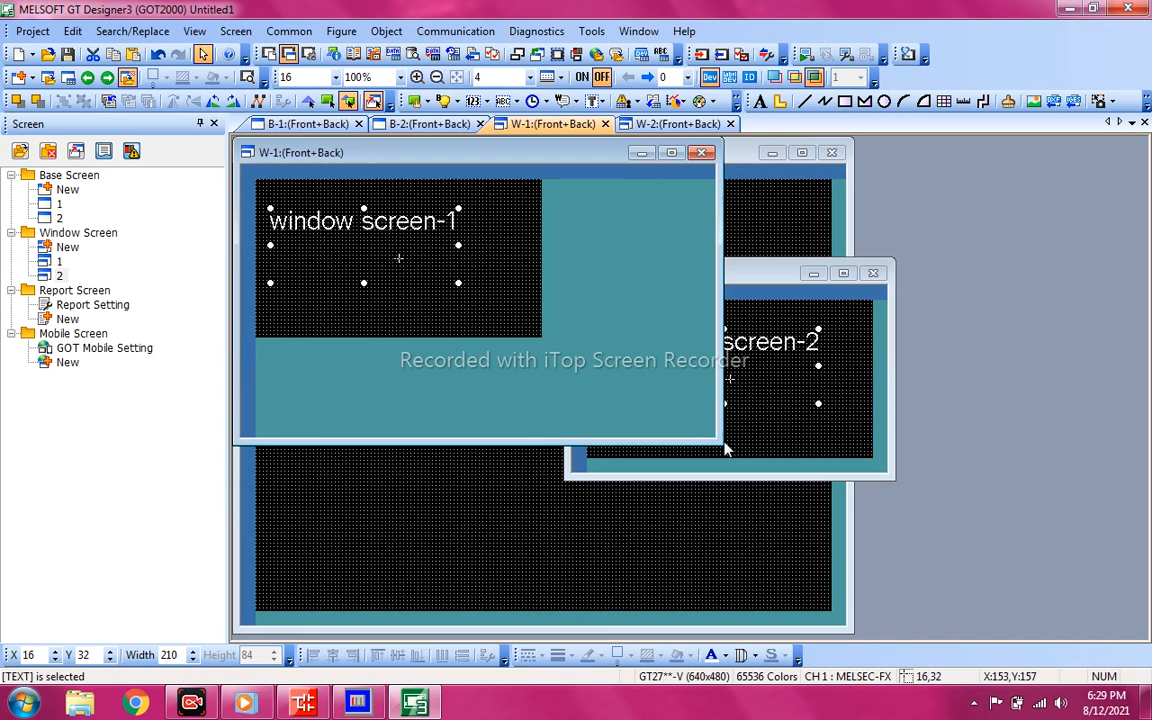 MELSOFT GT Designer3 (GOT2000) Untitled1
Project Edit Search/Replace View Screen Common Figure Object Communication Diagnostics Tools Window Help
16 100% 4 ON OFF 0 Dev ID 1
Screen
B-1:(Front+Back) B-2:(Front+Back) W-1:(Front+Back) W-2:(Front+Back)
Base Screen
New
1
2
Window Screen
New
1
2
Report Screen
Report Setting
New
Mobile Screen
GOT Mobile Setting
New
W-1:(Front+Back)
window screen-1
screen-2
Recorded with iTop Screen Recorder
X 16 Y 32 Width 210 Height 84
[TEXT] is selected
GT27**-V (640x480) 65536 Colors CH 1 : MELSEC-FX 16,32 X:153,Y:157 NUM
6:29 PM
8/12/2021